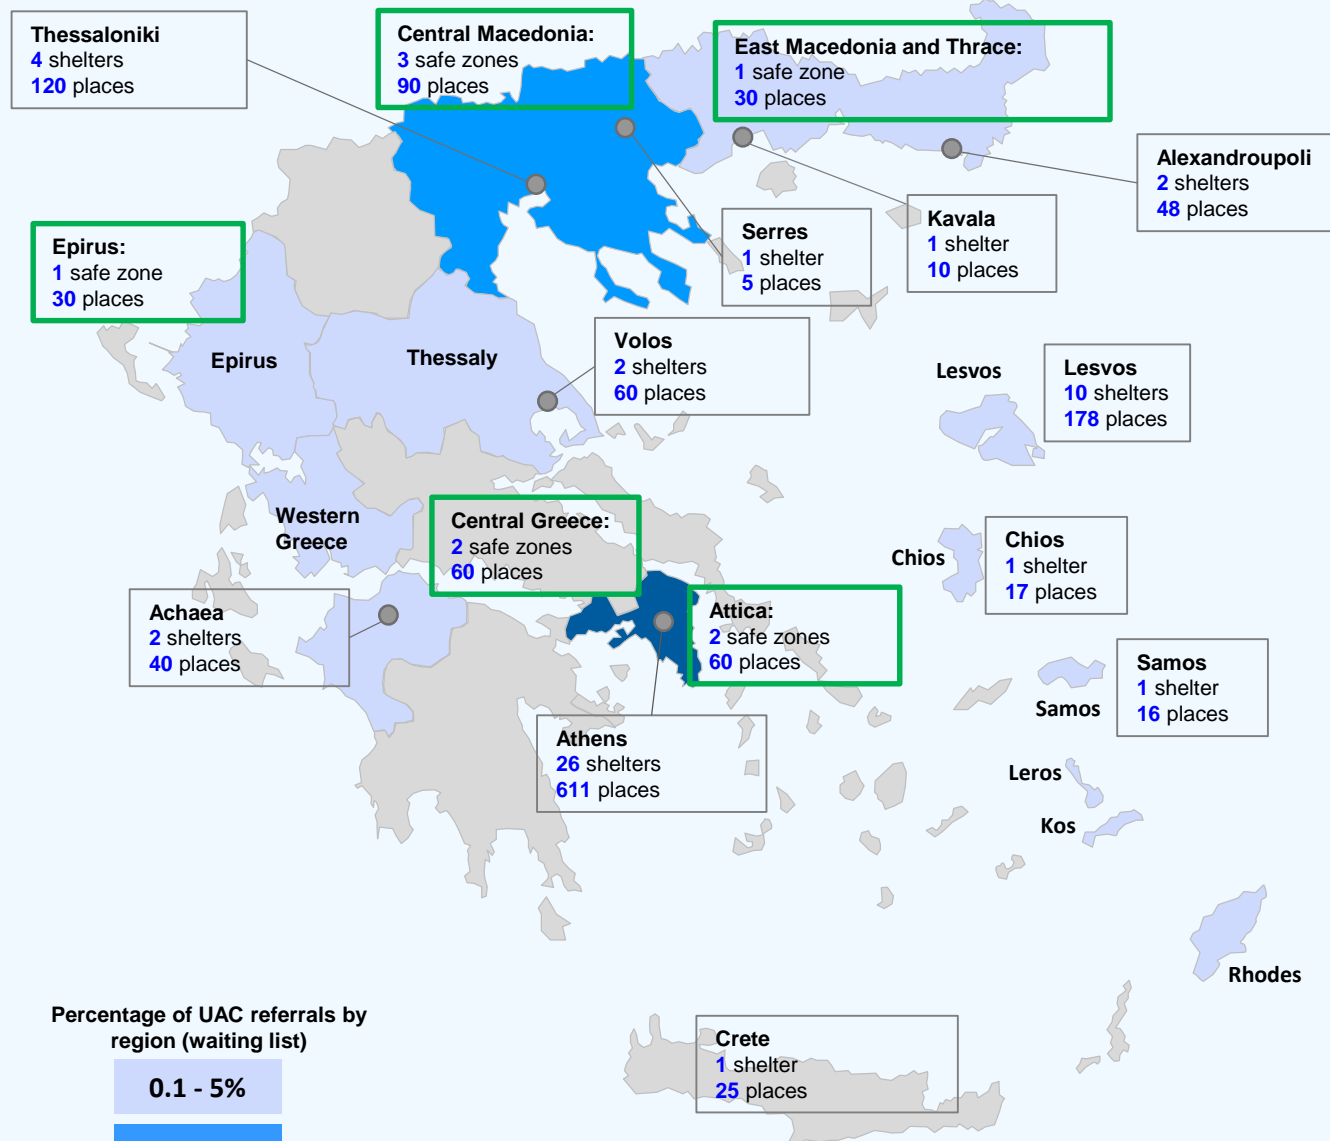 Thessaloniki
4 shelters
120 places
Central Macedonia:
3 safe zones
90 places
East Macedonia and Thrace:
1 safe zone
30 places
Alexandroupoli
2 shelters
48 places
Kavala
1 shelter
10 places
Serres
1 shelter
5 places
Epirus:
1 safe zone
30 places
Epirus
Thessaly
Volos
2 shelters
60 places
Lesvos
Lesvos
10 shelters
178 places
Western
Greece
Central Greece:
2 safe zones
60 places
Chios
Chios
1 shelter
17 places
Achaea
2 shelters
40 places
Attica:
2 safe zones
60 places
Samos
1 shelter
16 places
Samos
Athens
26 shelters
611 places
Leros
Kos
Rhodes
Percentage of UAC referrals by
region (waiting list)
0.1 - 5%
Crete
1 shelter
25 places